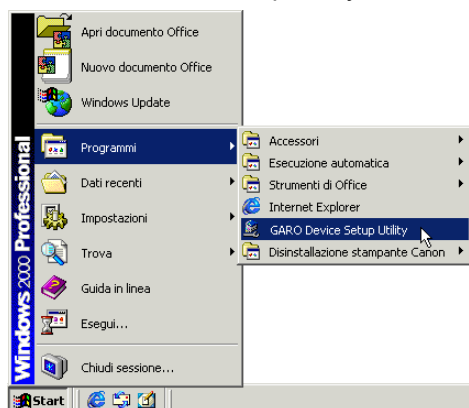 Apri documento Office
Nuovo documento Office
Windows Update
Programmi
Dati recenti
Impostazioni
Trova
Guida in linea
Esegui...
Chiudi sessione...
Accessori
Esecuzione automatica
Strumenti di Office
Internet Explorer
GARO Device Setup Utility
Disinstallazione stampante Canon
Windows 2000 Professional
Start